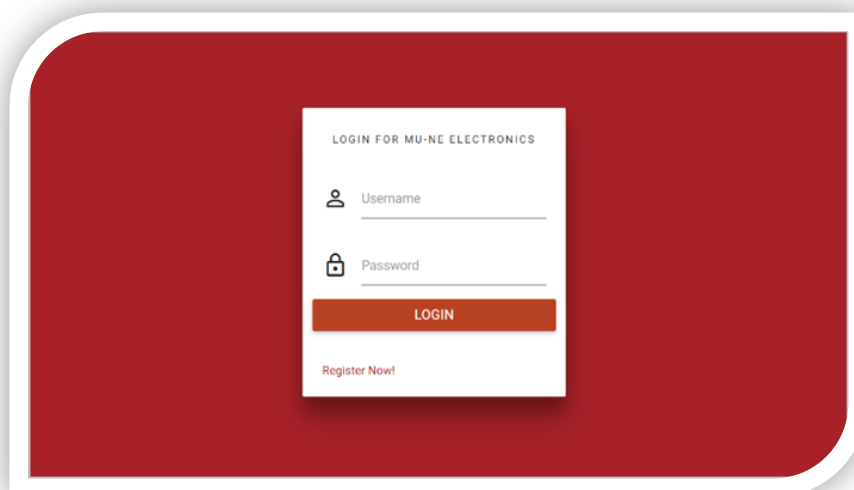 LOGIN FOR MU-NE ELECTRONICS
Username
Password
LOGIN
Register Now!